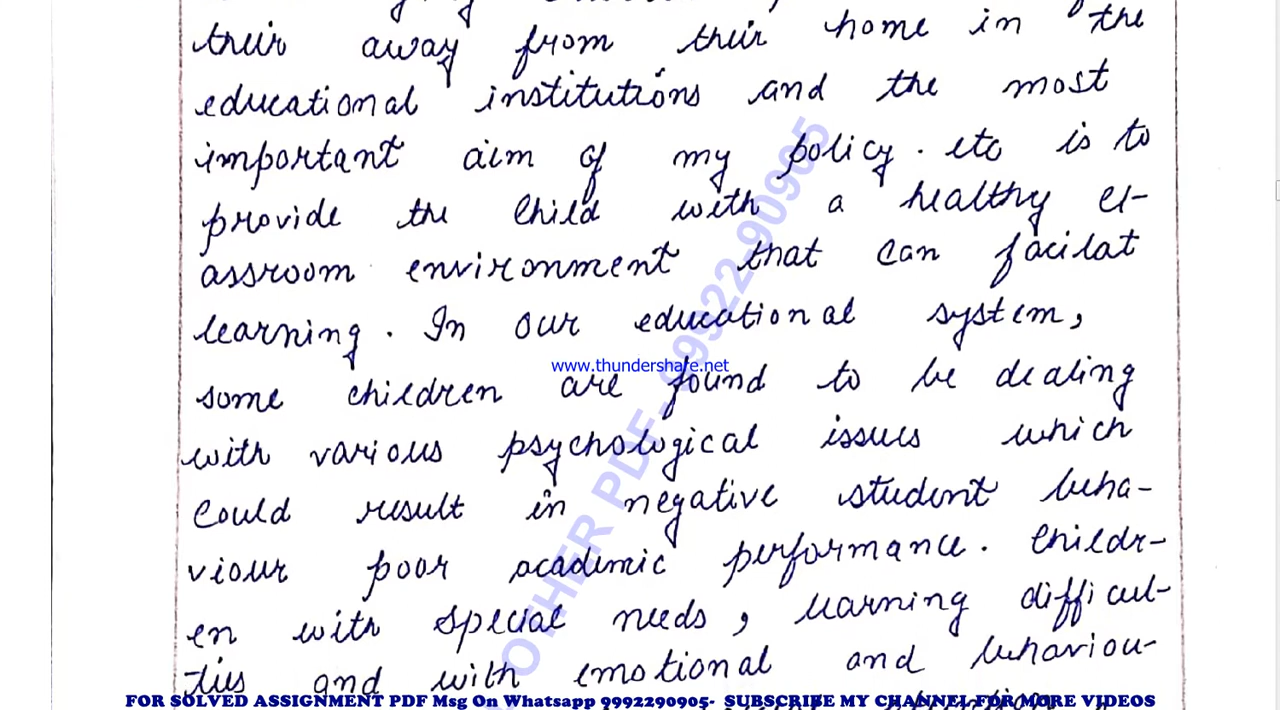 their away from their home in the
educational institutions and the most
important aim of my policy. etc is to
provide the child with a healthy cl-
assroom environment that can facilat
learning. In our educational system,
www.thundershare.net
some children are found to be dealing
with various psychological issues which
could result in negative student beha-
viour poor academic performance. Childr-
en with special needs, learning difficul-
ties and with emotional and behaviou-
OTHER PDF - 99922-90905
FOR SOLVED ASSIGNMENT PDF Msg On Whatsapp 9992290905- SUBSCRIBE MY CHANNEL FOR MORE VIDEOS